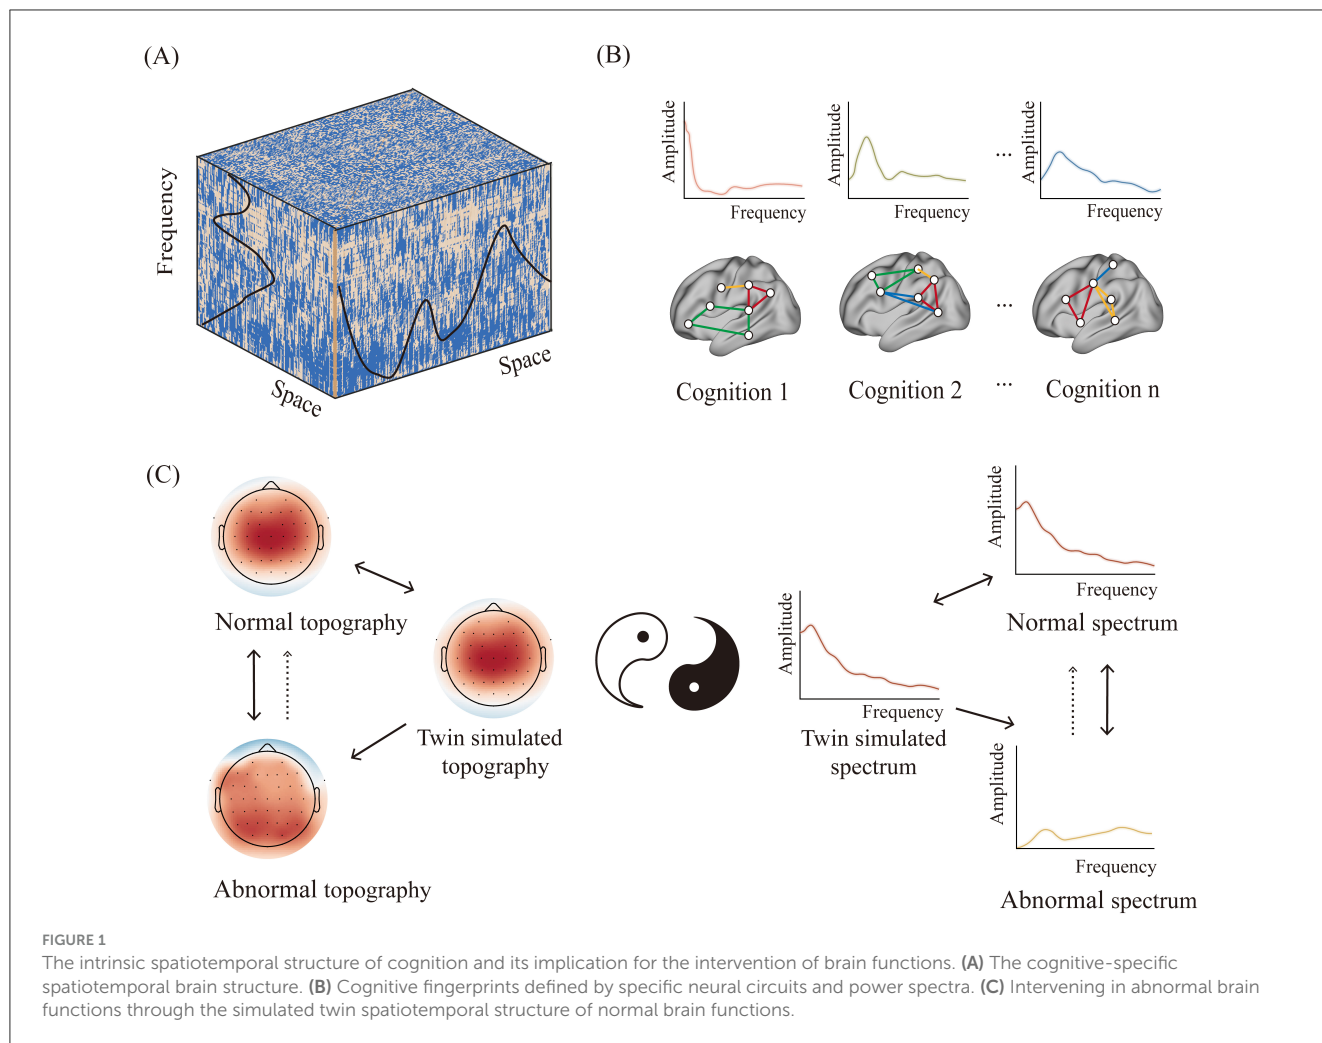 (A)
Frequency
Space
Space
(B)
Amplitude
Frequency
Amplitude
Frequency
...
Amplitude
Frequency
...
Cognition 1
Cognition 2
...
Cognition n
(C)
Normal topography
Twin simulated
topography
Abnormal topography
Amplitude
Frequency
Twin simulated
spectrum
Amplitude
Frequency
Normal spectrum
Amplitude
Frequency
Abnormal spectrum
FIGURE 1
The intrinsic spatiotemporal structure of cognition and its implication for the intervention of brain functions. (A) The cognitive-specific
spatiotemporal brain structure. (B) Cognitive fingerprints defined by specific neural circuits and power spectra. (C) Intervening in abnormal brain
functions through the simulated twin spatiotemporal structure of normal brain functions.